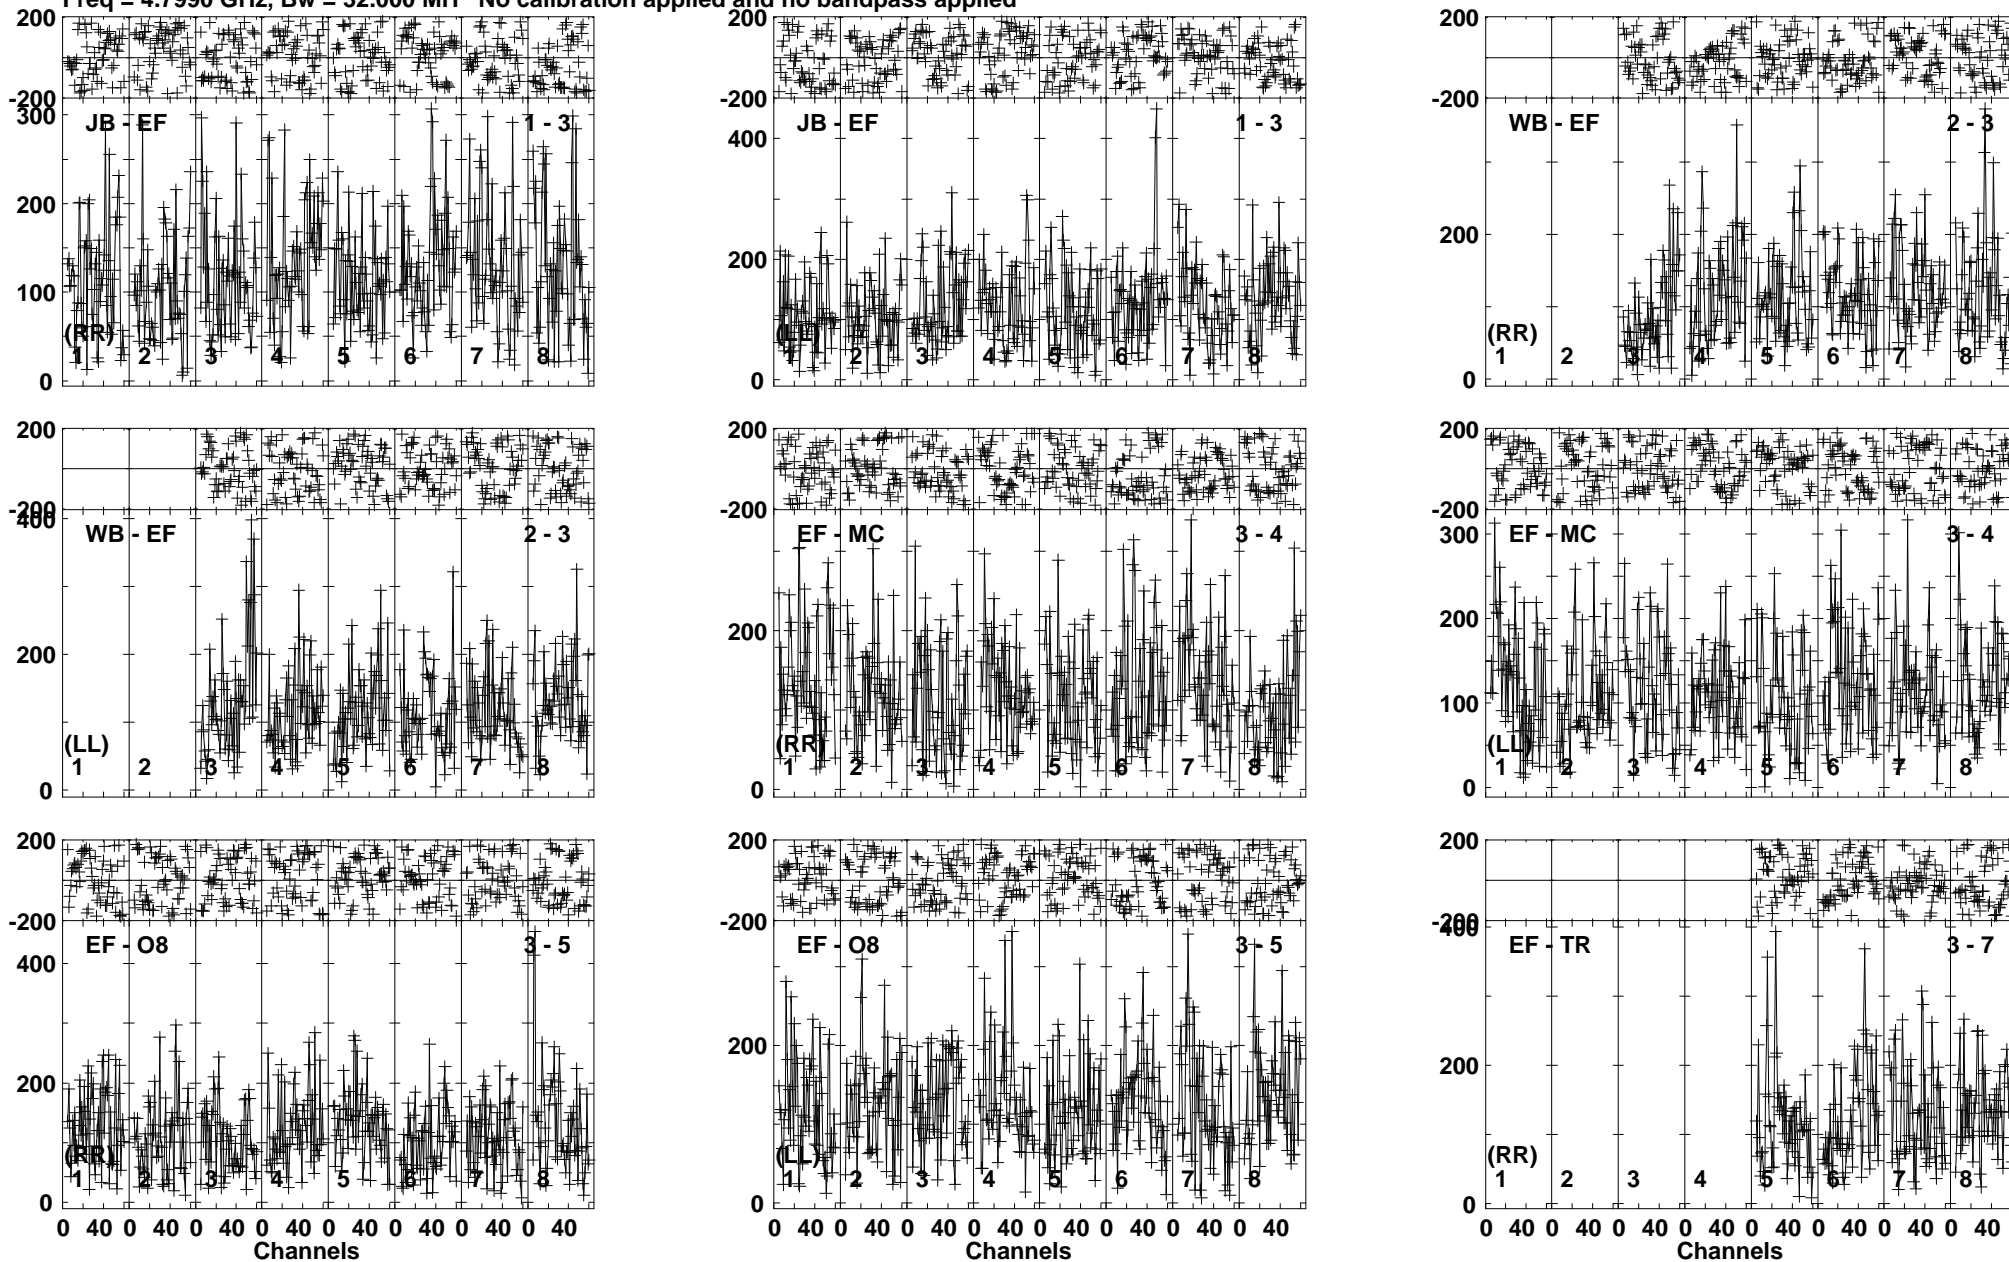 Freq = 4.7990 GHz, Bw = 32.000 MH No calibration applied and no bandpass applied
200 200 200
-200 -200 -200
300 JB - EF 1 - 3 400 JB - EF 1 - 3 WB - EF 2 - 3
200 200 200
100
(RR) (LL) (RR)
1 2 3 4 5 6 7 8 1 2 3 4 5 6 7 8 1 2 3 4 5 6 7 8
0 0 0
200 200 200
-200 -200 -200
400 WB - EF 2 - 3 EF - MC 3 - 4 300 EF - MC 3 - 4
200 200 200
100
(LL) (RR) (LL)
1 2 3 4 5 6 7 8 1 2 3 4 5 6 7 8 1 2 3 4 5 6 7 8
0 0 0
200 200 200
-200 -200 -200
400 EF - O8 3 - 5 EF - O8 3 - 5 400 EF - TR 3 - 7
200 200 200
(RR) (LL) (RR)
1 2 3 4 5 6 7 8 1 2 3 4 5 6 7 8 1 2 3 4 5 6 7 8
0 0 0
0 40 0 40 0 40 0 40 0 40 0 40 0 40 0 40 0 40 0 40 0 40 0 40 0 40 0 40 0 40 0 40 0 40 0 40 0 40 0 40 0 40 0 40 0 40 0 40
Channels Channels